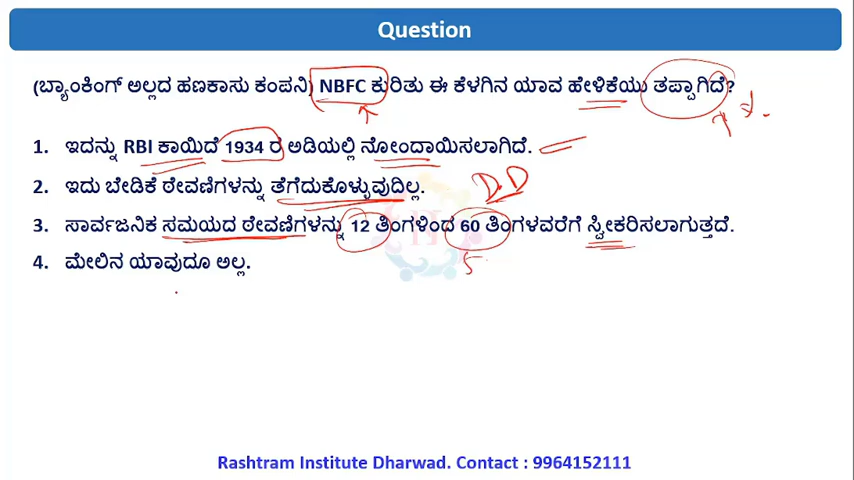 Question
(ಬ್ಯಾಂಕಿಂಗ್ ಅಲ್ಲದ ಹಣಕಾಸು ಕಂಪನಿ) NBFC ಕುರಿತು ಈ ಕೆಳಗಿನ ಯಾವ ಹೇಳಿಕೆಯು ತಪ್ಪಾಗಿದೆ?
1. ಇದನ್ನು RBI ಕಾಯಿದೆ 1934 ರ ಅಡಿಯಲ್ಲಿ ನೋಂದಾಯಿಸಲಾಗಿದೆ.
2. ಇದು ಬೇಡಿಕೆ ಠೇವಣಿಗಳನ್ನು ತೆಗೆದುಕೊಳ್ಳುವುದಿಲ್ಲ.
D.D
3. ಸಾರ್ವಜನಿಕ ಸಮಯದ ಠೇವಣಿಗಳನ್ನು 12 ತಿಂಗಳಿಂದ 60 ತಿಂಗಳವರೆಗೆ ಸ್ವೀಕರಿಸಲಾಗುತ್ತದೆ.
5
4. ಮೇಲಿನ ಯಾವುದೂ ಅಲ್ಲ.
Rashtram Institute Dharwad. Contact : 9964152111